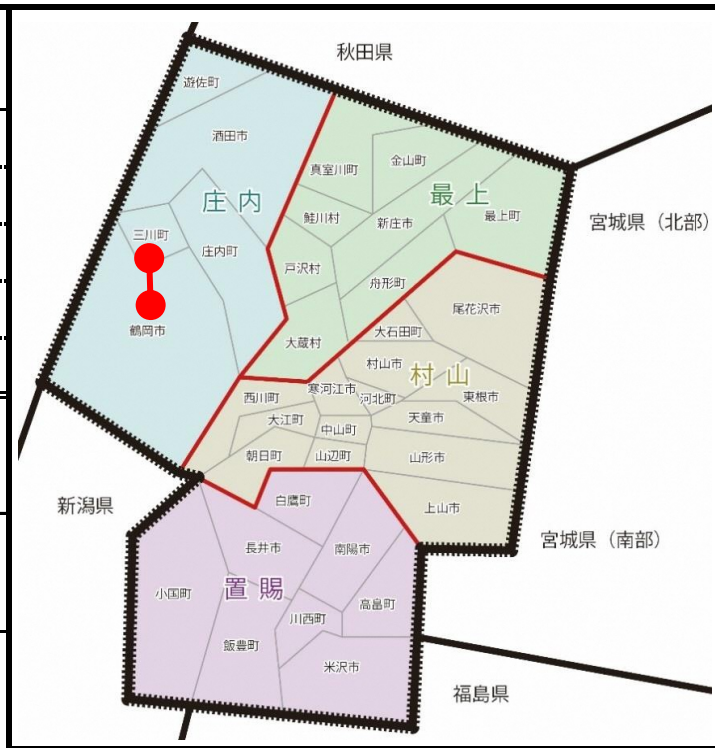 秋田県
遊佐町
酒田市
庄内
三川町
庄内町
鶴岡市
真室川町
金山町
最上
最上町
鮭川村
新庄市
戸沢村
舟形町
大蔵村
宮城県（北部）
尾花沢市
大石田町
村山市
村山
西川町
寒河江市
河北町
東根市
大江町
中山町
天童市
朝日町
山辺町
山形市
上山市
新潟県
宮城県（南部）
白鷹町
長井市
南陽市
置賜
小国町
川西町
高畠町
飯豊町
米沢市
福島県